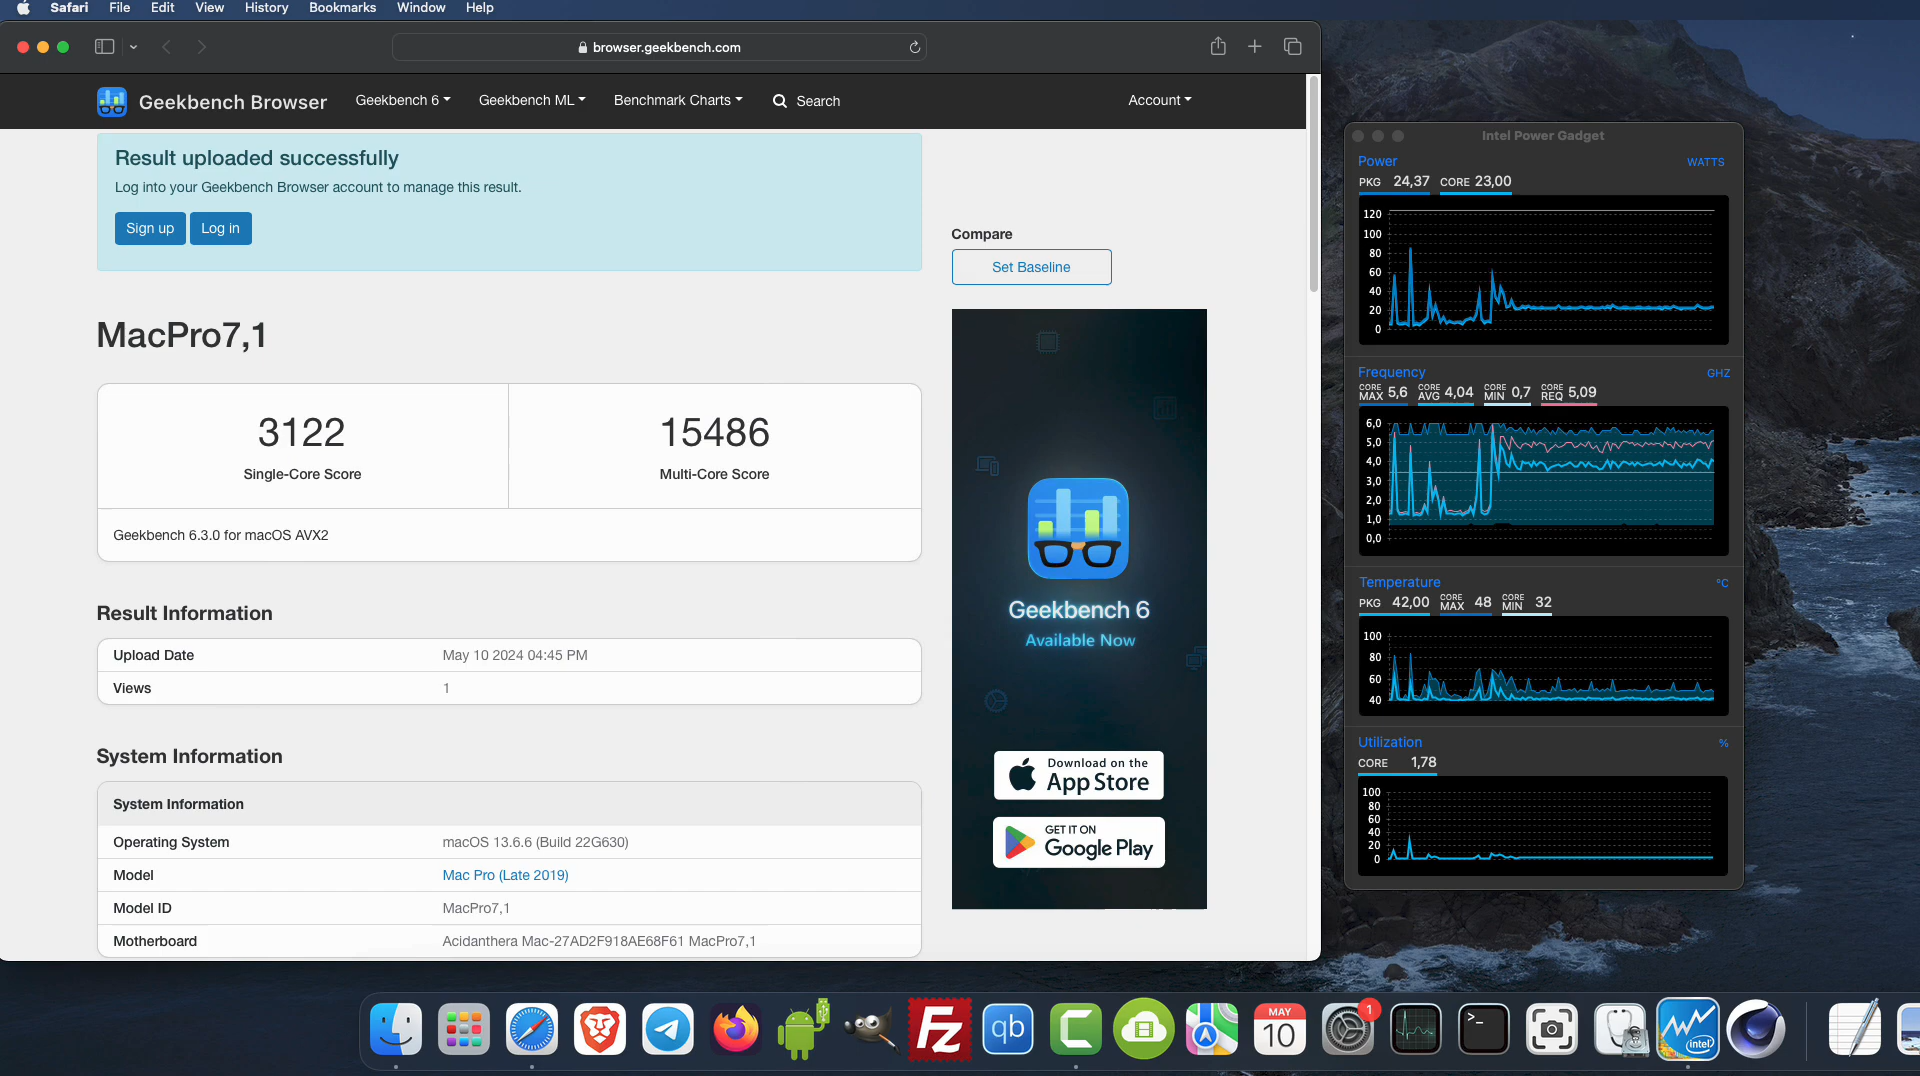 Safari File Edit View History Bookmarks Window Help
browser.geekbench.com
Geekbench Browser Geekbench 6 Geekbench ML Benchmark Charts Search Account
Result uploaded successfully
Log into your Geekbench Browser account to manage this result.
Sign up Log in
Compare
Set Baseline
MacPro7,1
3122 15486
Single-Core Score Multi-Core Score
Geekbench 6.3.0 for macOS AVX2
Result Information
Upload Date May 10 2024 04:45 PM
Views 1
System Information
System Information
Operating System macOS 13.6.6 (Build 22G630)
Model Mac Pro (Late 2019)
Model ID MacPro7,1
Motherboard Acidanthera Mac-27AD2F918AE68F61 MacPro7,1
Geekbench 6
Available Now
Download on the
App Store
GET IT ON
Google Play
Intel Power Gadget
Power WATTS
PKG 24,37 CORE 23,00
120
100
80
60
40
20
0
Frequency GHZ
CORE MAX 5,6 CORE AVG 4,04 CORE MIN 0,7 CORE REQ 5,09
6,0
5,0
4,0
3,0
2,0
1,0
0,0
Temperature °C
PKG 42,00 CORE MAX 48 CORE MIN 32
100
80
60
40
Utilization %
CORE 1,78
100
80
60
40
20
0
Fz
qb
C
MAY
10
1
>_
intel